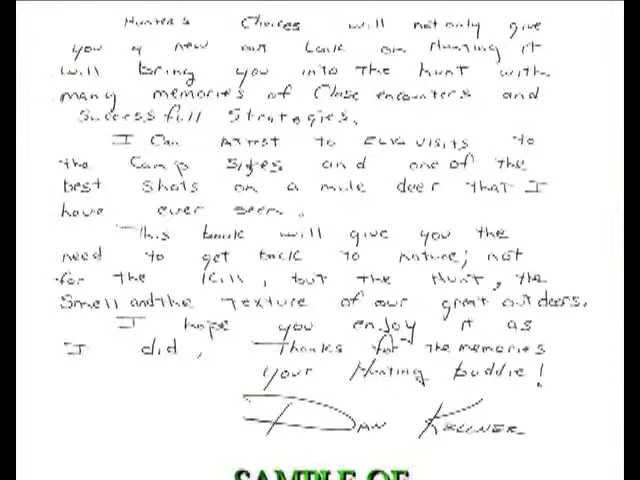 Hunter's Choices will not only give
you a new out look on Hunting it
will bring you into the hunt with
many memories of Close encounters and
Successfull Strategies.
I Can Attest to Elk visits to
the Camp Sites and one of the
best Shots on a mule deer that I
have ever seen.
This book will give you the
need to get back to nature; not
for the Kill, but the Hunt, the
Smell and the Texture of our great outdoors.
I hope you enjoy it as
I did, Thanks for the memories
your Hunting buddie!
Dan Kellner
SAMPLE OF